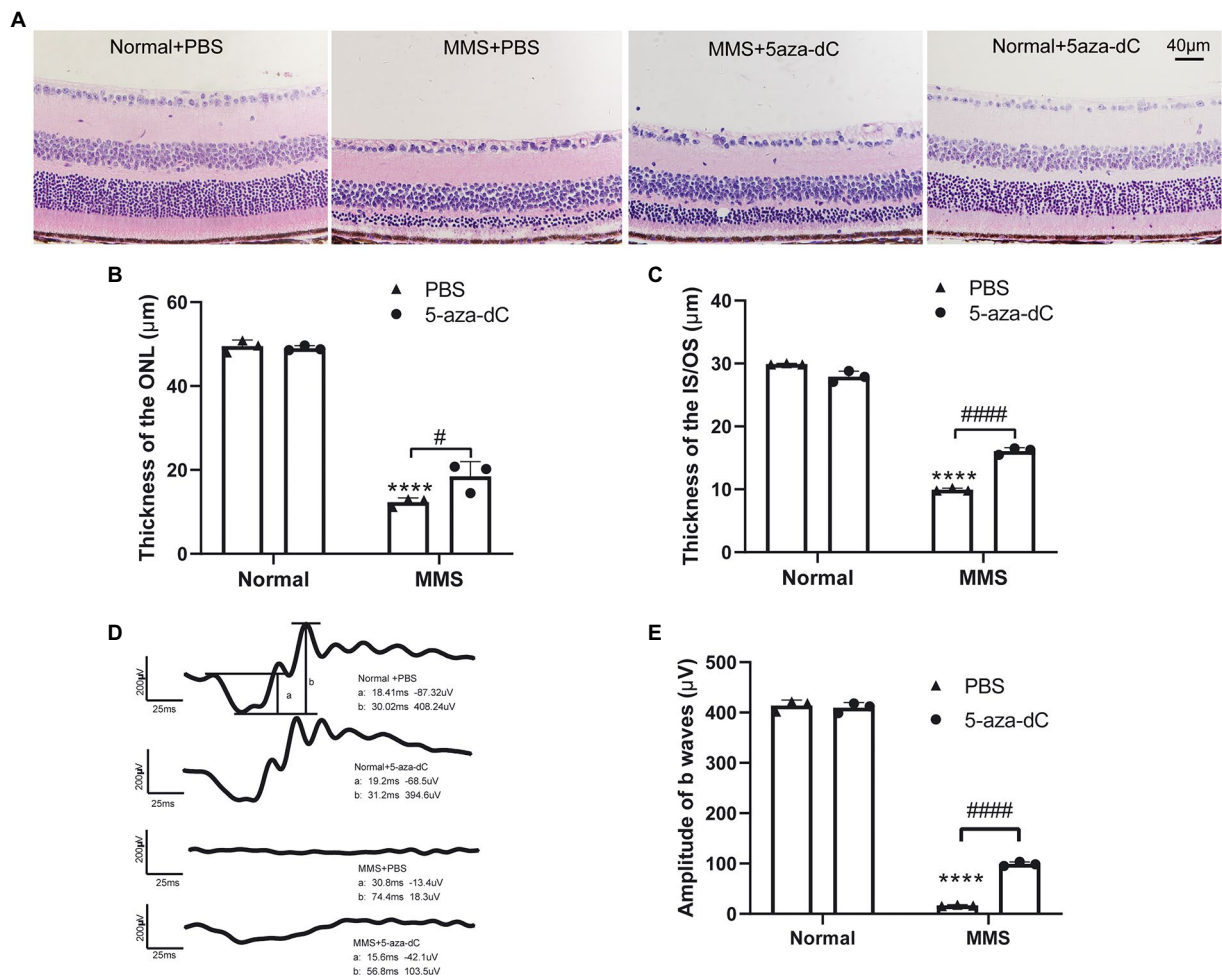 A
Normal+PBS
MMS+PBS
MMS+5aza-dC
Normal+5aza-dC
40μm
B
Thickness of the ONL (μm)
60
40
20
0
PBS
5-aza-dC
****
#
Normal
MMS
C
Thickness of the IS/OS (μm)
40
30
20
10
0
PBS
5-aza-dC
****
####
Normal
MMS
D
200μV
25ms
a
b
Normal +PBS
a: 18.41ms -87.32uV
b: 30.02ms 408.24uV
200μV
25ms
Normal+5-aza-dC
a: 19.2ms -68.5uV
b: 31.2ms 394.6uV
200μV
25ms
MMS+PBS
a: 30.8ms -13.4uV
b: 74.4ms 18.3uV
200μV
25ms
MMS+5-aza-dC
a: 15.6ms -42.1uV
b: 56.8ms 103.5uV
E
Amplitude of b waves (μV)
500
400
300
200
100
0
PBS
5-aza-dC
****
####
Normal
MMS